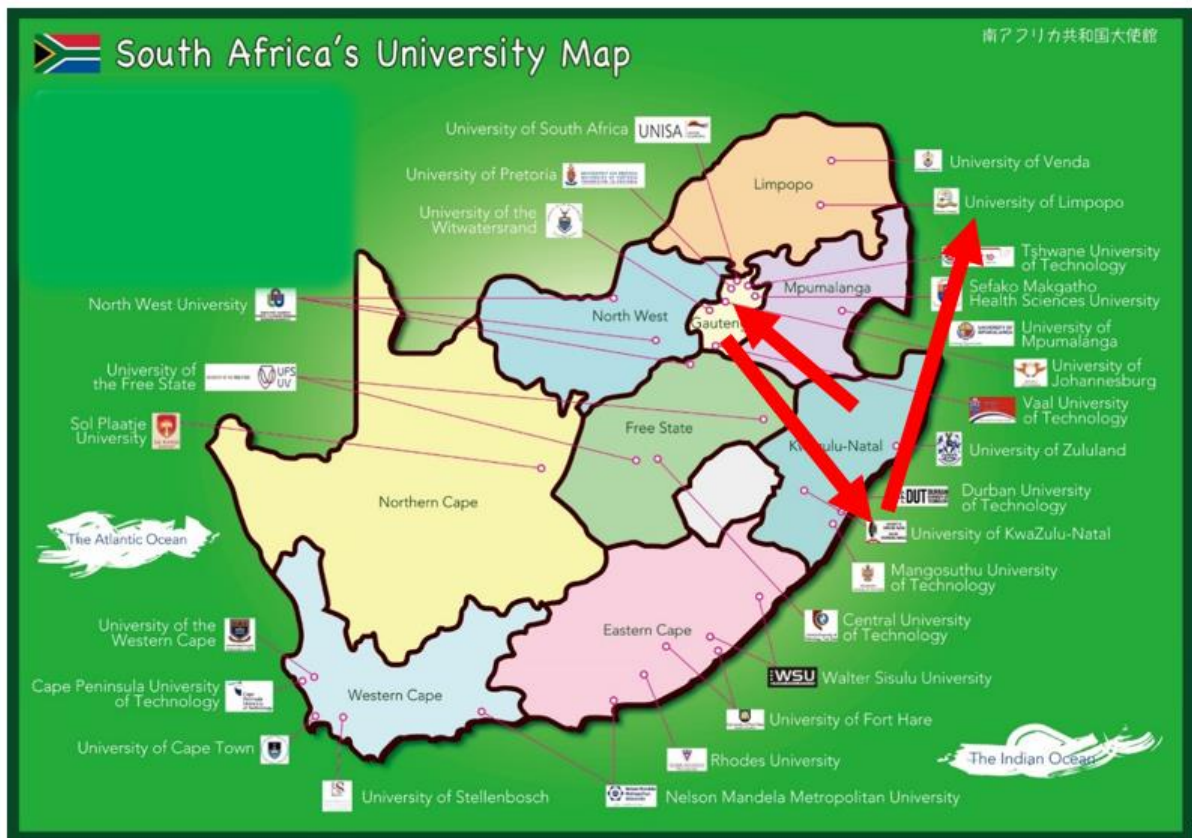 South Africa's University Map
南アフリカ共和国大使館
University of South Africa
UNISA
University of Pretoria
University of the
Witwatersrand
Limpopo
University of Venda
University of Limpopo
Tshwane University
of Technology
Sefako Makgatho
Health Sciences University
Mpumalanga
UNIVERSITY OF
MPUMALANGA
University of
Mpumalanga
University of
Johannesburg
Vaal University
of Technology
North West University
North West
Gauteng
University of
the Free State
UFS
UV
Sol Plaatje
University
Free State
KwaZulu-Natal
University of Zululand
DUT
Durban University
of Technology
University of KwaZulu-Natal
Mangosuthu University
of Technology
Central University
of Technology
Northern Cape
The Atlantic Ocean
Eastern Cape
WSU
Walter Sisulu University
University of the
Western Cape
Cape Peninsula University
of Technology
Western Cape
University of Cape Town
University of Fort Hare
Rhodes University
The Indian Ocean
University of Stellenbosch
Nelson Mandela Metropolitan University